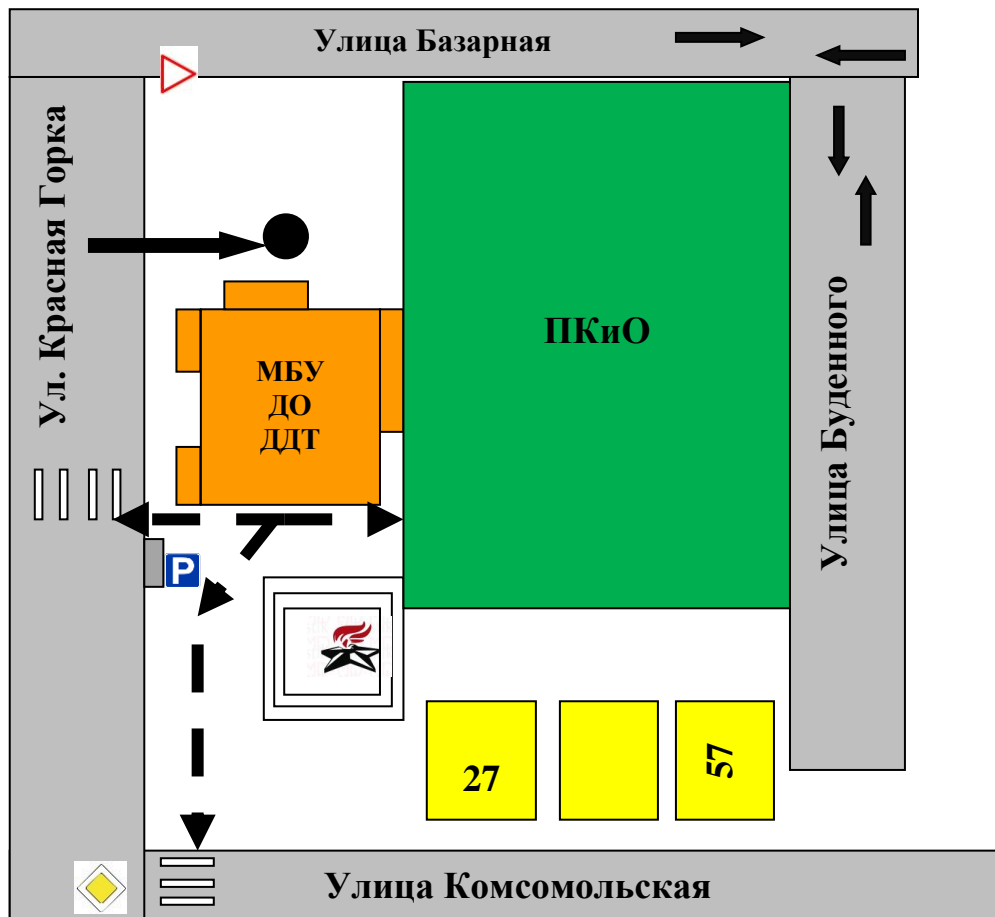 Улица Базарная
Ул. Красная Горка
ПКиО
МБУ
ДО
ДДТ
Улица Буденного
P
27
57
Улица Комсомольская